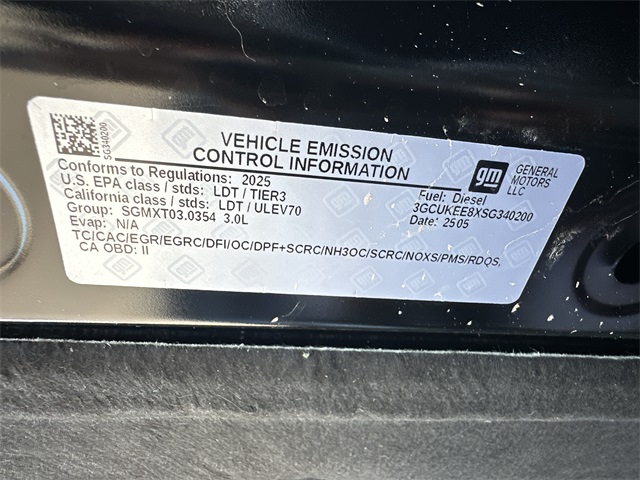 SG340200
VEHICLE EMISSION
CONTROL INFORMATION
gm
GENERAL
MOTORS
LLC
Conforms to Regulations: 2025
U.S. EPA class / stds: LDT / TIER3
California class / stds: LDT / ULEV70
Group: SGMXT03.0354 3.0L
Evap: N/A
Fuel: Diesel
3GCUKEE8XSG340200
Date: 2505
TC/CAC/EGR/EGRC/DFI/OC/DPF+SCRC/NH3OC/SCRC/NOXS/PMS/RDQS,
CA OBD: II